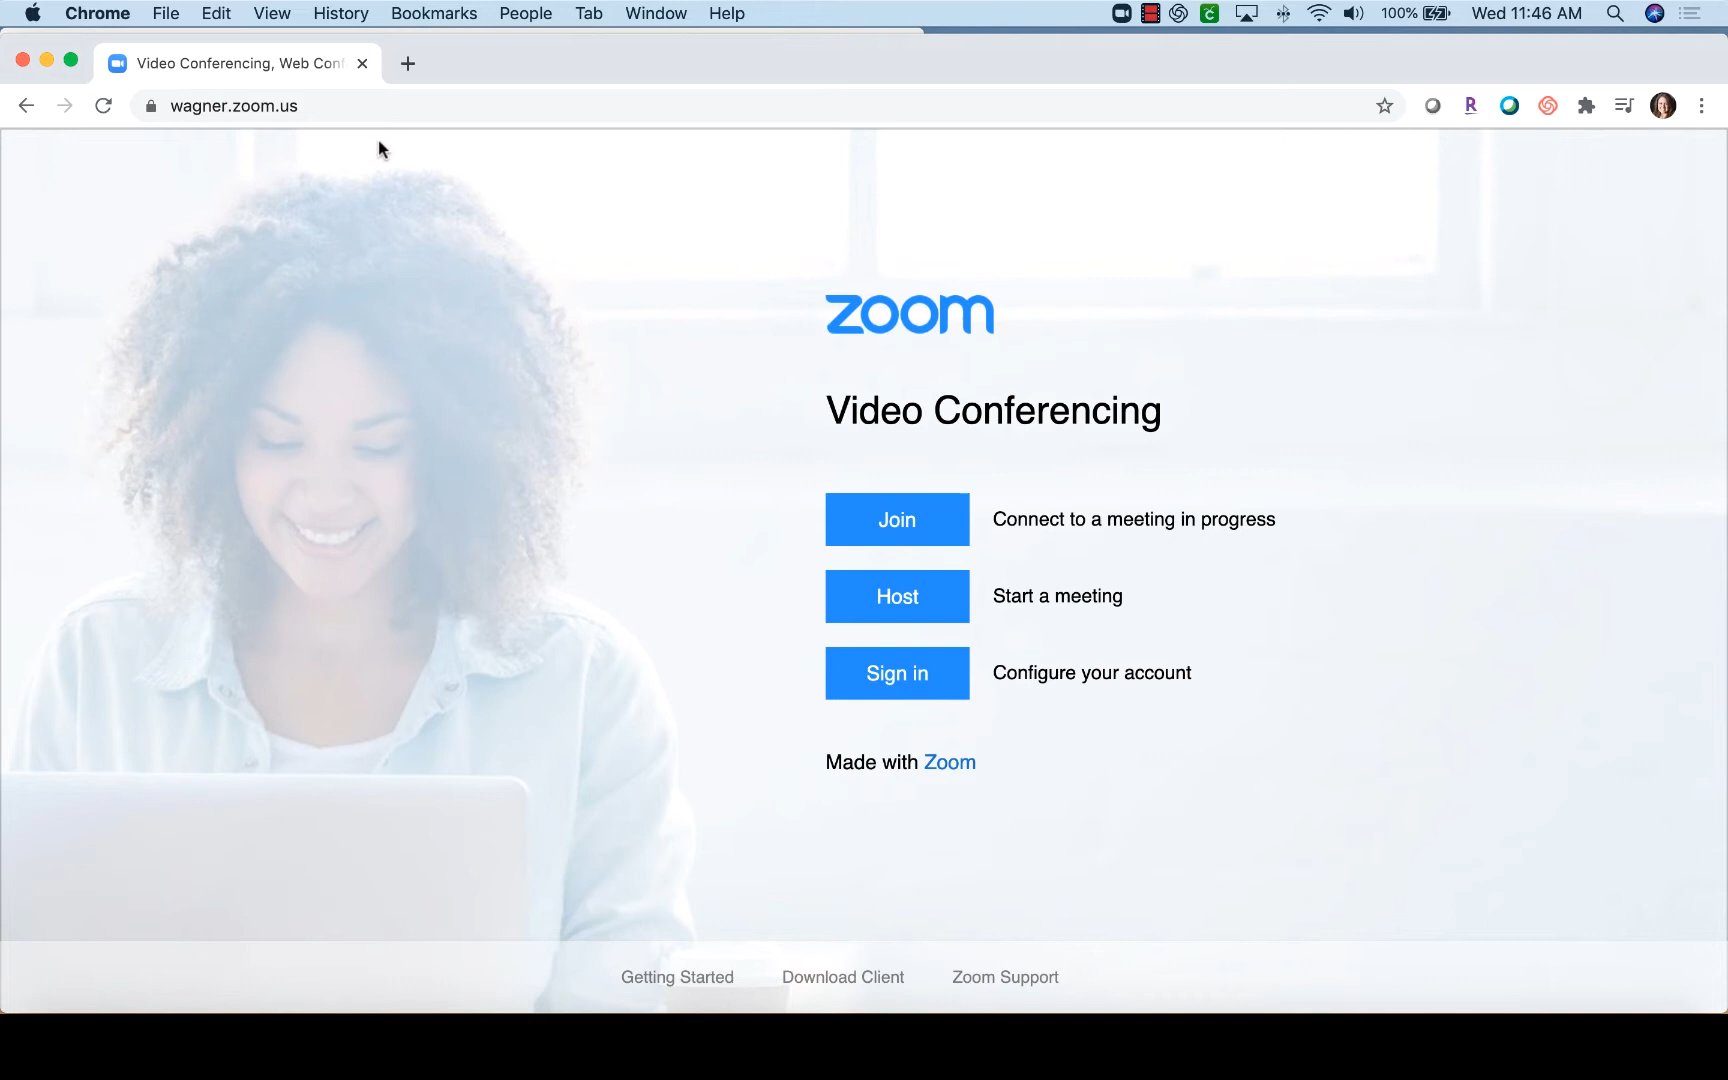 Chrome File Edit View History Bookmarks People Tab Window Help 100% Wed 11:46 AM
Video Conferencing, Web Conf
wagner.zoom.us
R
zoom
Video Conferencing
Join Connect to a meeting in progress
Host Start a meeting
Sign in Configure your account
Made with Zoom
Getting Started Download Client Zoom Support